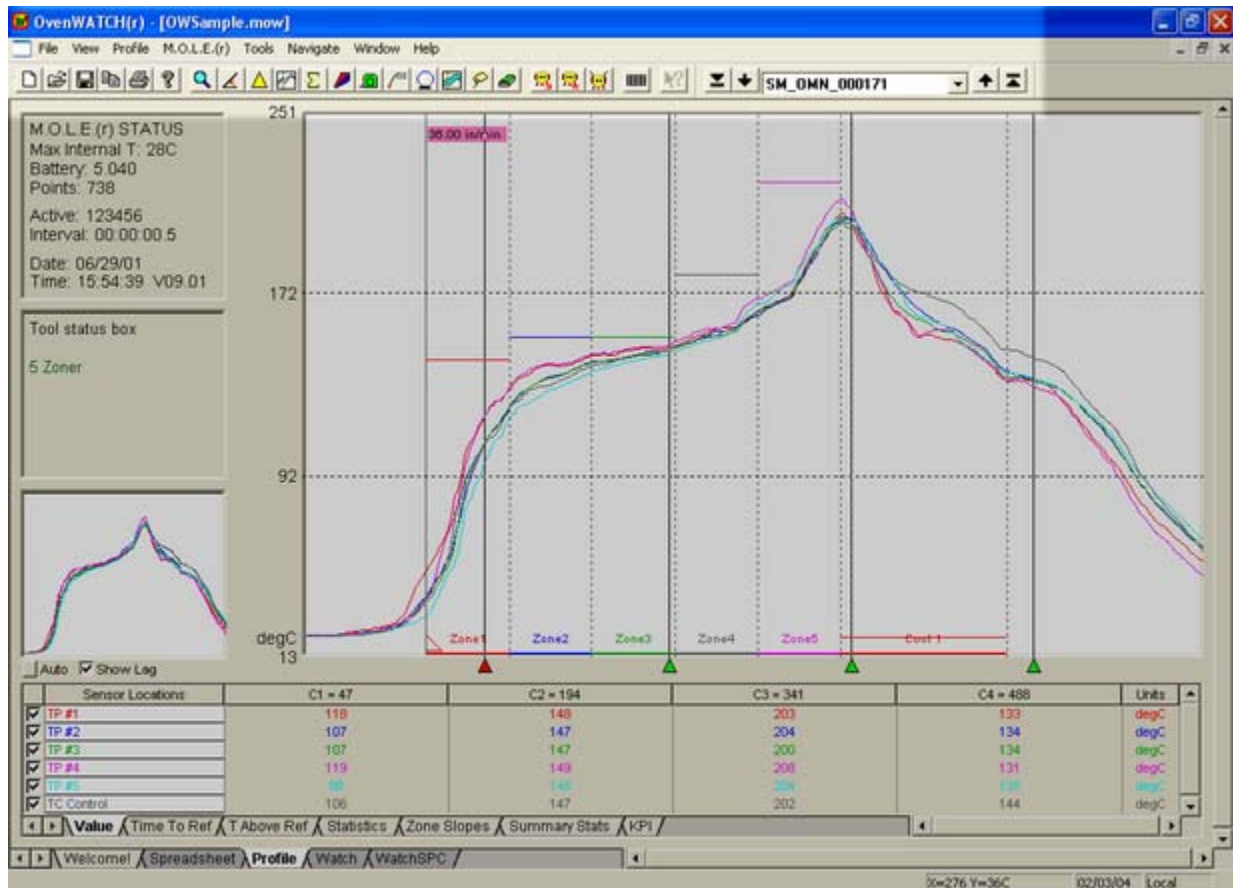 OvenWATCH(r) - [OWSample.mow]
File View Profile M.O.L.E.(r) Tools Navigate Window Help
SM_OMN_000171
M.O.L.E.(r) STATUS
Max Internal T: 28C
Battery: 5.040
Points: 738
Active: 123456
Interval: 00:00:00.5
Date: 06/29/01
Time: 15:54:39 V09.01
Tool status box
5 Zoner
251
36.00 in/min
172
92
degC
13
Zone1 Zone2 Zone3 Zone4 Zone5 Cust 1
Auto Show Lag
Sensor Locations C1 = 47 C2 = 194 C3 = 341 C4 = 488 Units
TP #1 118 148 203 133 degC
TP #2 107 147 204 134 degC
TP #3 107 147 200 134 degC
TP #4 119 149 208 131 degC
TP #5 degC
TC Control 106 147 202 144 degC
Value Time To Ref T Above Ref Statistics Zone Slopes Summary Stats KPI
Welcome! Spreadsheet Profile Watch WatchSPC
X=276 Y=36C 02/03/04 Local